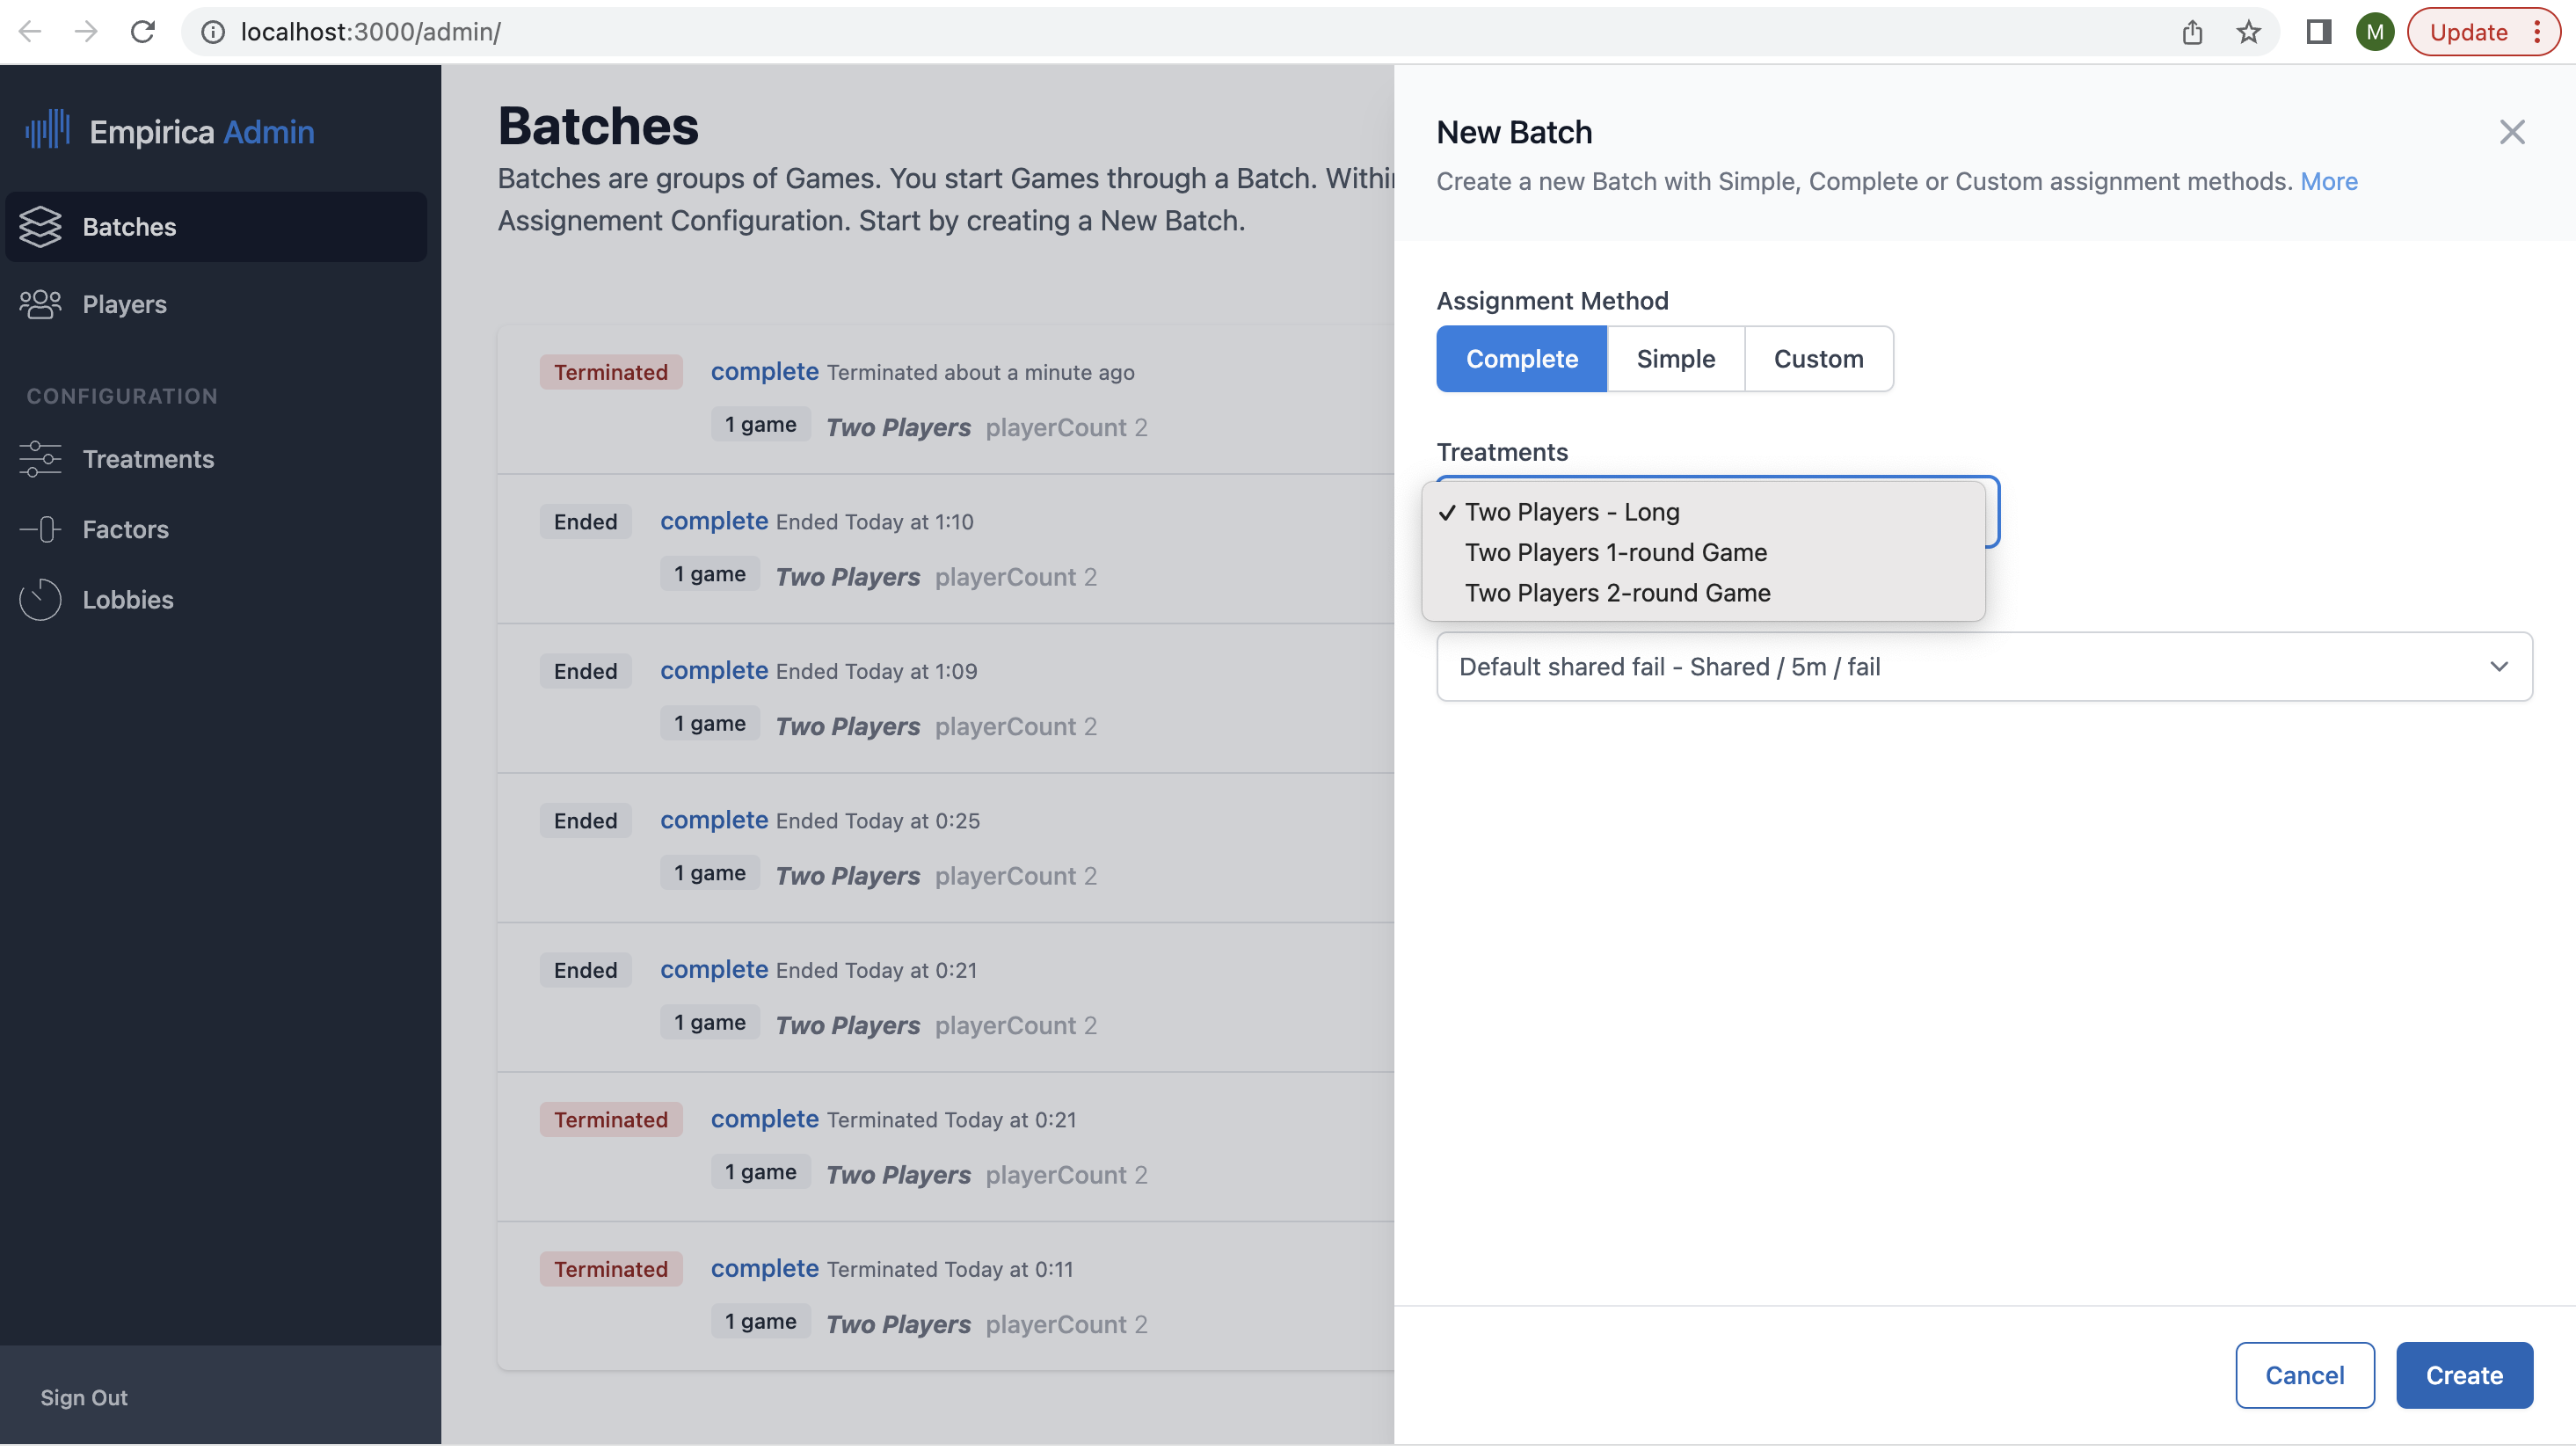 localhost:3000/admin/
M
Update
Empirica Admin
Batches
Players
CONFIGURATION
Treatments
Factors
Lobbies
Sign Out
Batches
Batches are groups of Games. You start Games through a Batch. Within
Assignement Configuration. Start by creating a New Batch.
Terminated complete Terminated about a minute ago
1 game Two Players playerCount 2
Ended complete Ended Today at 1:10
1 game Two Players playerCount 2
Ended complete Ended Today at 1:09
1 game Two Players playerCount 2
Ended complete Ended Today at 0:25
1 game Two Players playerCount 2
Ended complete Ended Today at 0:21
1 game Two Players playerCount 2
Terminated complete Terminated Today at 0:21
1 game Two Players playerCount 2
Terminated complete Terminated Today at 0:11
1 game Two Players playerCount 2
New Batch
Create a new Batch with Simple, Complete or Custom assignment methods. More
Assignment Method
Complete Simple Custom
Treatments
✓ Two Players - Long
Two Players 1-round Game
Two Players 2-round Game
Default shared fail - Shared / 5m / fail
Cancel Create